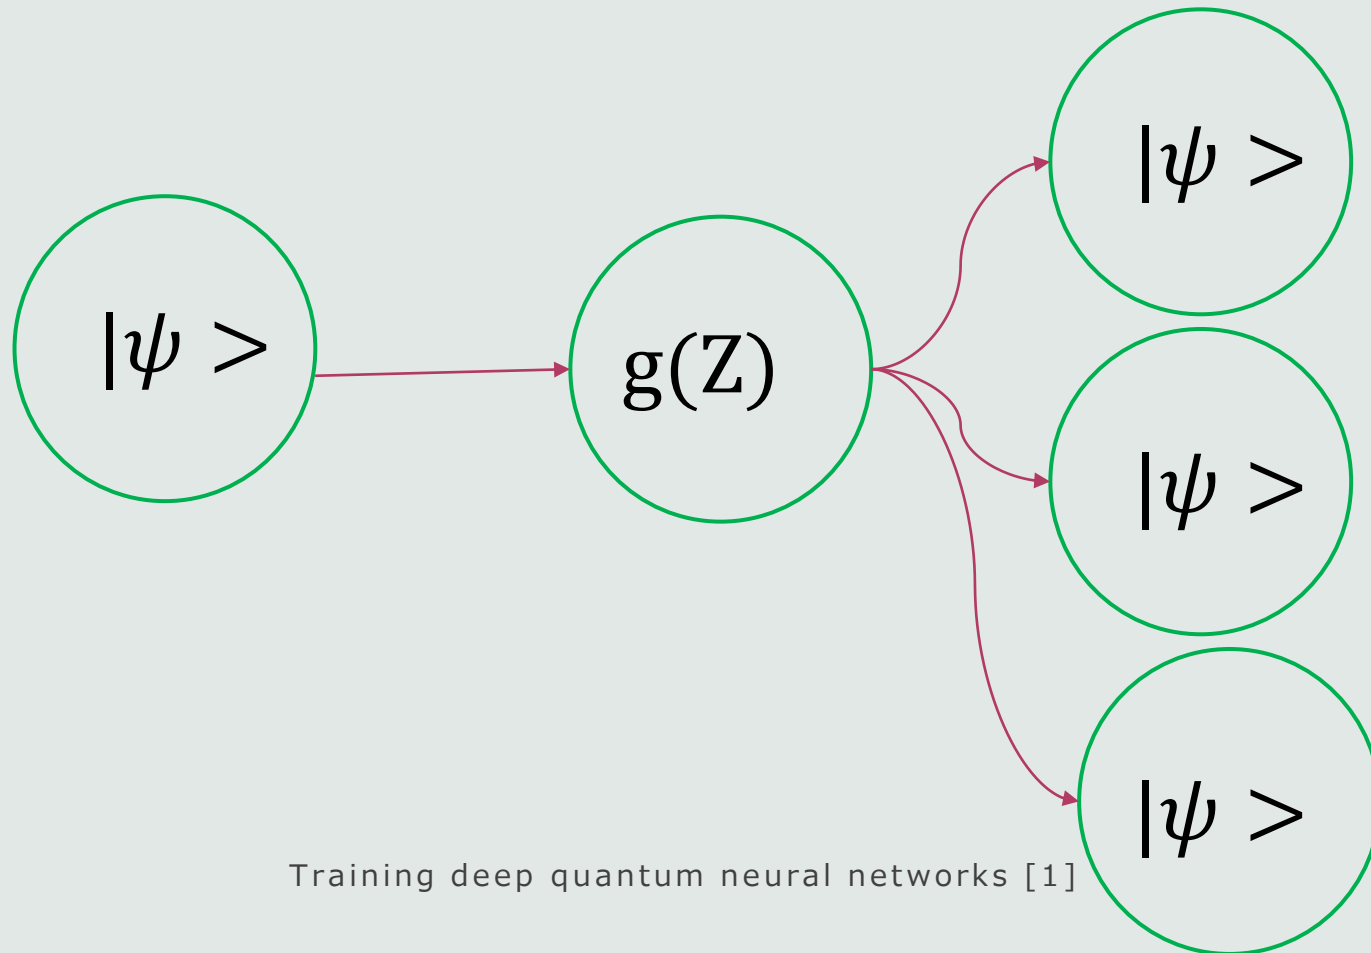 |ψ >
|ψ >
g(Z)
|ψ >
|ψ >
Training deep quantum neural networks [1]